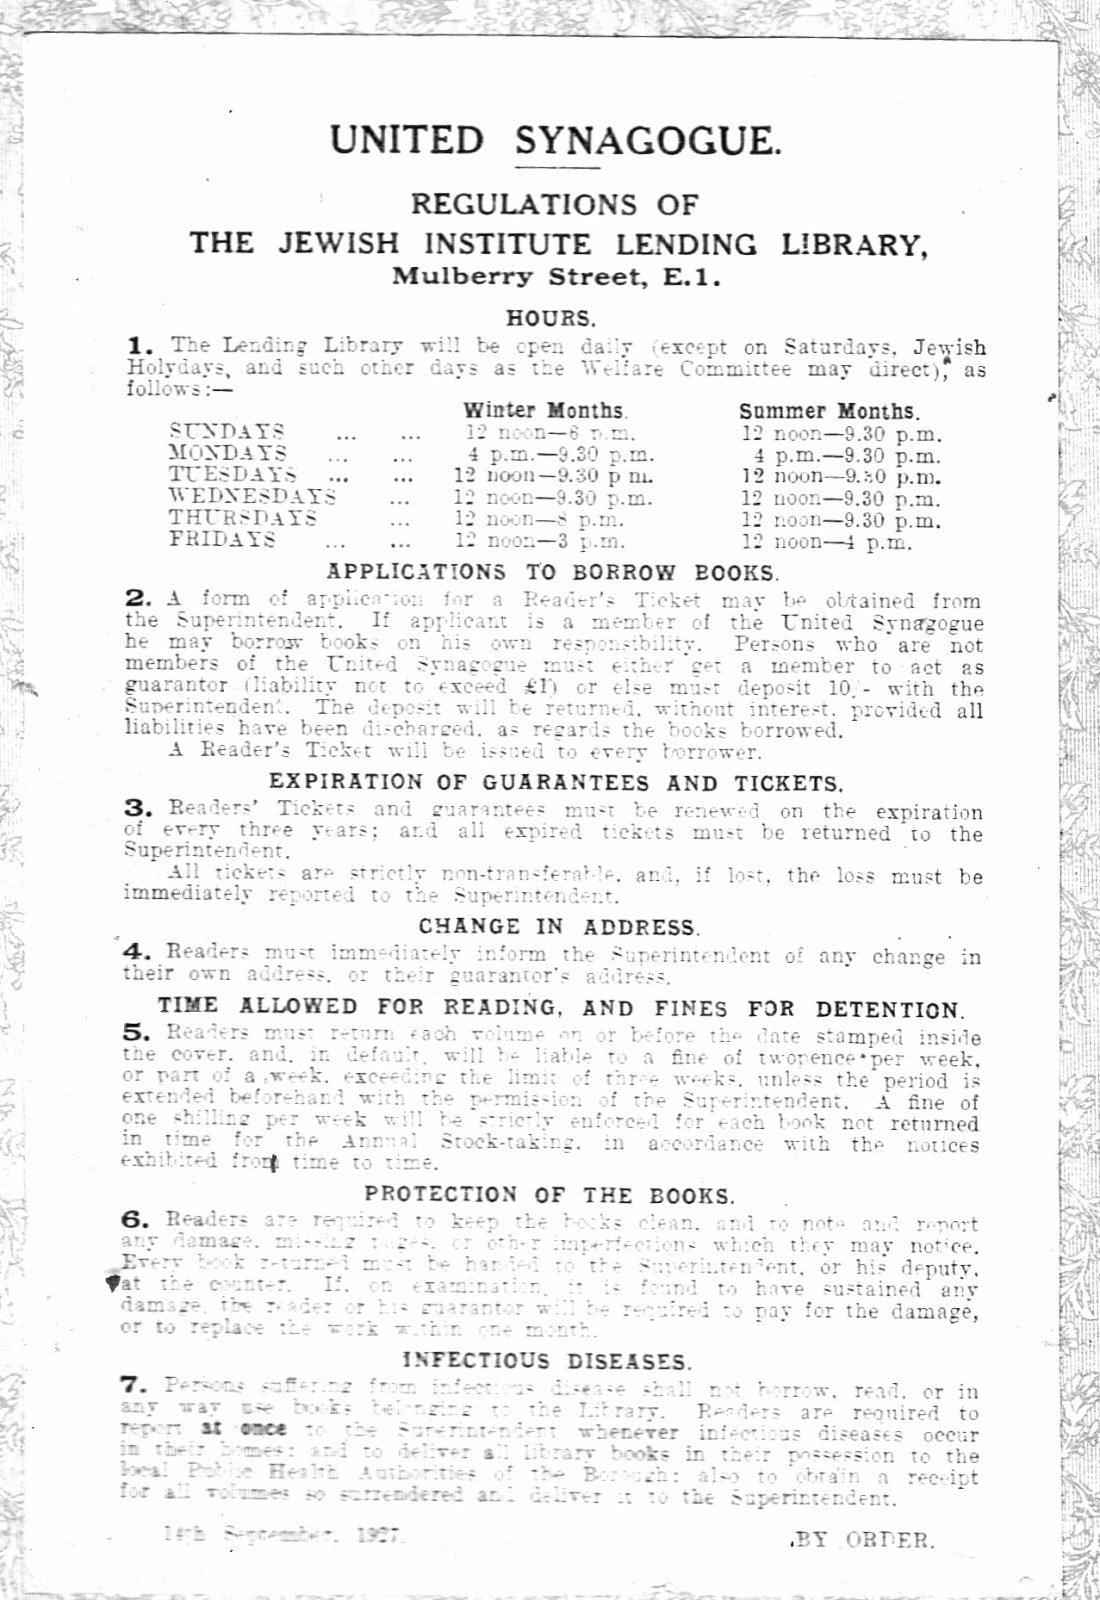 UNITED SYNAGOGUE.
REGULATIONS OF
THE JEWISH INSTITUTE LENDING LIBRARY,
Mulberry Street, E.1.
HOURS.
1. The Lending Library will be open daily (except on Saturdays, Jewish
Holydays, and such other days as the Welfare Committee may direct), as
follows:—
Winter Months. Summer Months.
SUNDAYS ... ... 12 noon—6 p.m. 12 noon—9.30 p.m.
MONDAYS ... ... 4 p.m.—9.30 p.m. 4 p.m.—9.30 p.m.
TUESDAYS ... ... 12 noon—9.30 p m. 12 noon—9.30 p.m.
WEDNESDAYS ... 12 noon—9.30 p.m. 12 noon—9.30 p.m.
THURSDAYS ... 12 noon—8 p.m. 12 noon—9.30 p.m.
FRIDAYS ... ... 12 noon—3 p.m. 12 noon—4 p.m.
APPLICATIONS TO BORROW BOOKS.
2. A form of application for a Reader's Ticket may be obtained from
the Superintendent. If applicant is a member of the United Synagogue
he may borrow books on his own responsibility. Persons who are not
members of the United Synagogue must either get a member to act as
guarantor (liability not to exceed £1) or else must deposit 10/- with the
Superintendent. The deposit will be returned, without interest, provided all
liabilities have been discharged, as regards the books borrowed.
A Reader's Ticket will be issued to every borrower.
EXPIRATION OF GUARANTEES AND TICKETS.
3. Readers' Tickets and guarantees must be renewed on the expiration
of every three years; and all expired tickets must be returned to the
Superintendent.
All tickets are strictly non-transferable, and, if lost, the loss must be
immediately reported to the Superintendent.
CHANGE IN ADDRESS.
4. Readers must immediately inform the Superintendent of any change in
their own address, or their guarantor's address.
TIME ALLOWED FOR READING, AND FINES FOR DETENTION.
5. Readers must return each volume on or before the date stamped inside
the cover, and, in default, will be liable to a fine of twopence per week,
or part of a week, exceeding the limit of three weeks, unless the period is
extended beforehand with the permission of the Superintendent. A fine of
one shilling per week will be strictly enforced for each book not returned
in time for the Annual Stock-taking, in accordance with the notices
exhibited from time to time.
PROTECTION OF THE BOOKS.
6. Readers are required to keep the books clean, and to note and report
any damage, missing pages, or other imperfections which they may notice.
Every book returned must be handed to the Superintendent, or his deputy,
at the counter. If, on examination, it is found to have sustained any
damage, the reader or his guarantor will be required to pay for the damage,
or to replace the work within one month.
INFECTIOUS DISEASES.
7. Persons suffering from infectious disease shall not borrow, read, or in
any way use books belonging to the Library. Readers are required to
report at once to the Superintendent whenever infectious diseases occur
in their homes; and to deliver all library books in their possession to the
local Public Health Authorities of the Borough; also to obtain a receipt
for all volumes so surrendered and deliver it to the Superintendent.
14th September, 1927. BY ORDER.